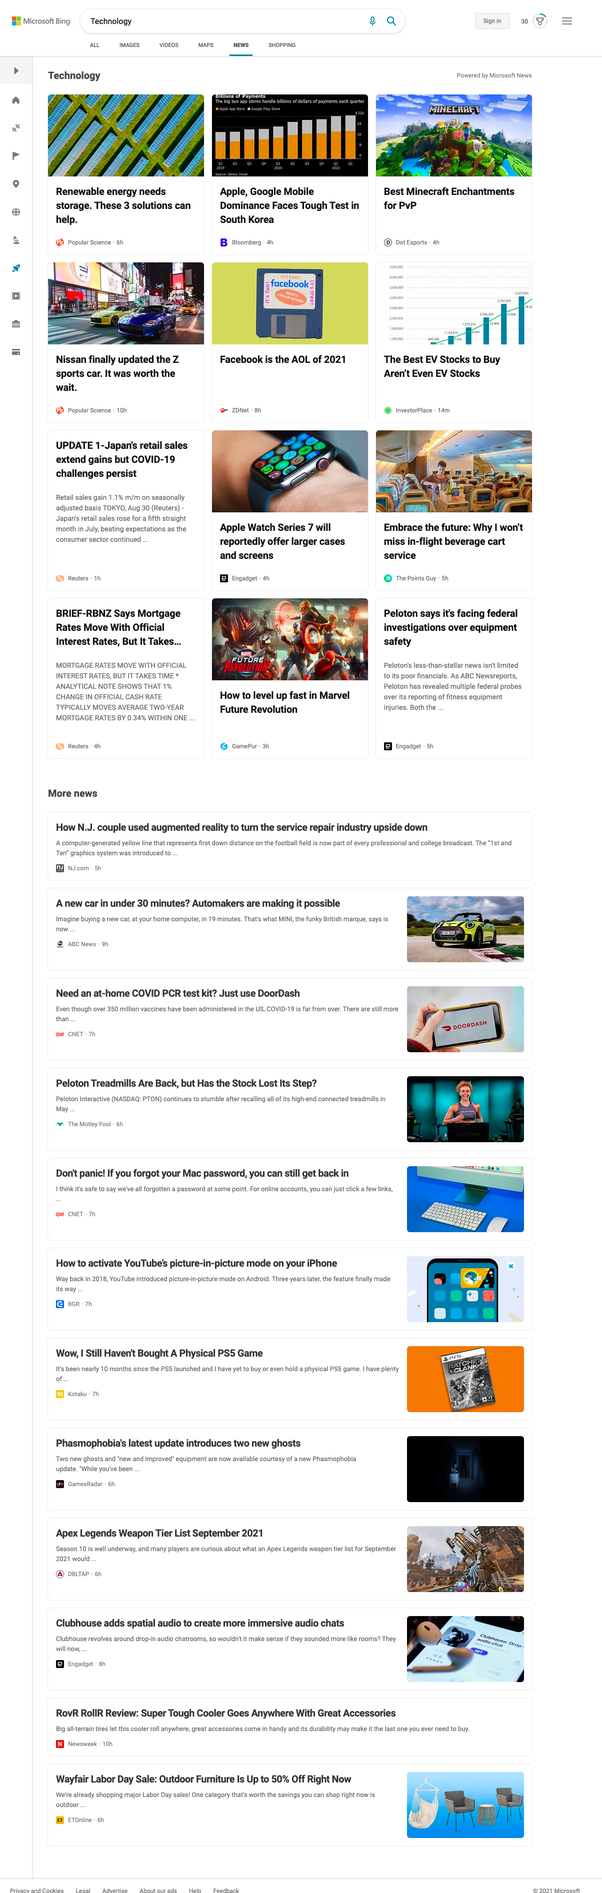 Microsoft Bing
Technology
Sign in
30
ALL
IMAGES
VIDEOS
MAPS
NEWS
SHOPPING
Technology
Powered by Microsoft News
Renewable energy needs
storage. These 3 solutions can
help.
Popular Science · 6h
Billions of Payments
The big two app stores handle billions of dollars of payments each quarter
Apple App Store
Google Play Store
Apple, Google Mobile
Dominance Faces Tough Test in
South Korea
Bloomberg · 4h
MINECRAFT
Best Minecraft Enchantments
for PvP
Dot Esports · 4h
Nissan finally updated the Z
sports car. It was worth the
wait.
Popular Science · 10h
facebook
Facebook is the AOL of 2021
ZDNet · 8h
The Best EV Stocks to Buy
Aren't Even EV Stocks
InvestorPlace · 14m
UPDATE 1-Japan's retail sales
extend gains but COVID-19
challenges persist
Retail sales gain 1.1% m/m on seasonally
adjusted basis TOKYO, Aug 30 (Reuters) -
Japan's retail sales rose for a fifth straight
month in July, beating expectations as the
consumer sector continued ...
Reuters · 1h
Apple Watch Series 7 will
reportedly offer larger cases
and screens
Engadget · 4h
Embrace the future: Why I won't
miss in-flight beverage cart
service
The Points Guy · 5h
BRIEF-RBNZ Says Mortgage
Rates Move With Official
Interest Rates, But It Takes...
MORTGAGE RATES MOVE WITH OFFICIAL
INTEREST RATES, BUT IT TAKES TIME *
ANALYTICAL NOTE SHOWS THAT 1%
CHANGE IN OFFICIAL CASH RATE
TYPICALLY MOVES AVERAGE TWO-YEAR
MORTGAGE RATES BY 0.34% WITHIN ONE ...
Reuters · 4h
MARVEL
FUTURE
REVOLUTION
How to level up fast in Marvel
Future Revolution
GamePur · 3h
Peloton says it's facing federal
investigations over equipment
safety
Peloton's less-than-stellar news isn't limited
to its poor financials. As ABC Newsreports,
Peloton has revealed multiple federal probes
over its reporting of fitness equipment
injuries. Both the ...
Engadget · 5h
More news
How N.J. couple used augmented reality to turn the service repair industry upside down
A computer-generated yellow line that represents first down distance on the football field is now part of every professional and college broadcast. The "1st and
Ten" graphics system was introduced to ...
NJ.com · 5h
A new car in under 30 minutes? Automakers are making it possible
Imagine buying a new car, at your home computer, in 19 minutes. That's what MINI, the funky British marque, says is
now ...
ABC News · 9h
Need an at-home COVID PCR test kit? Just use DoorDash
Even though over 350 million vaccines have been administered in the US, COVID-19 is far from over. There are still more
than ...
CNET · 7h
DOORDASH
Peloton Treadmills Are Back, but Has the Stock Lost Its Step?
Peloton Interactive (NASDAQ: PTON) continues to stumble after recalling all of its high-end connected treadmills in
May ...
The Motley Fool · 6h
Don't panic! If you forgot your Mac password, you can still get back in
I think it's safe to say we've all forgotten a password at some point. For online accounts, you can just click a few links,
...
CNET · 7h
How to activate YouTube's picture-in-picture mode on your iPhone
Way back in 2018, YouTube introduced picture-in-picture mode on Android. Three years later, the feature finally made
its way ...
BGR · 7h
Wow, I Still Haven't Bought A Physical PS5 Game
It's been nearly 10 months since the PS5 launched and I have yet to buy or even hold a physical PS5 game. I have plenty
of ...
Kotaku · 7h
PS5
RATCHET
CLANK
Phasmophobia's latest update introduces two new ghosts
Two new ghosts and "new and improved" equipment are now available courtesy of a new Phasmophobia
update. "While you've been ...
GamesRadar · 6h
Apex Legends Weapon Tier List September 2021
Season 10 is well underway, and many players are curious about what an Apex Legends weapon tier list for September
2021 would ...
DBLTAP · 6h
Clubhouse adds spatial audio to create more immersive audio chats
Clubhouse revolves around drop-in audio chatrooms, so wouldn't it make sense if they sounded more like rooms? They
will now, ...
Engadget · 8h
Clubhouse: Drop-
audio chat
RovR RollR Review: Super Tough Cooler Goes Anywhere With Great Accessories
Big all-terrain tires let this cooler roll anywhere, great accessories come in handy and its durability may make it the last one you ever need to buy.
Newsweek · 10h
Wayfair Labor Day Sale: Outdoor Furniture Is Up to 50% Off Right Now
We're already shopping major Labor Day sales! One category that's worth the savings you can shop right now is
outdoor ...
ETOnline · 6h
Privacy and Cookies
Legal
Advertise
About our ads
Help
Feedback
© 2021 Microsoft